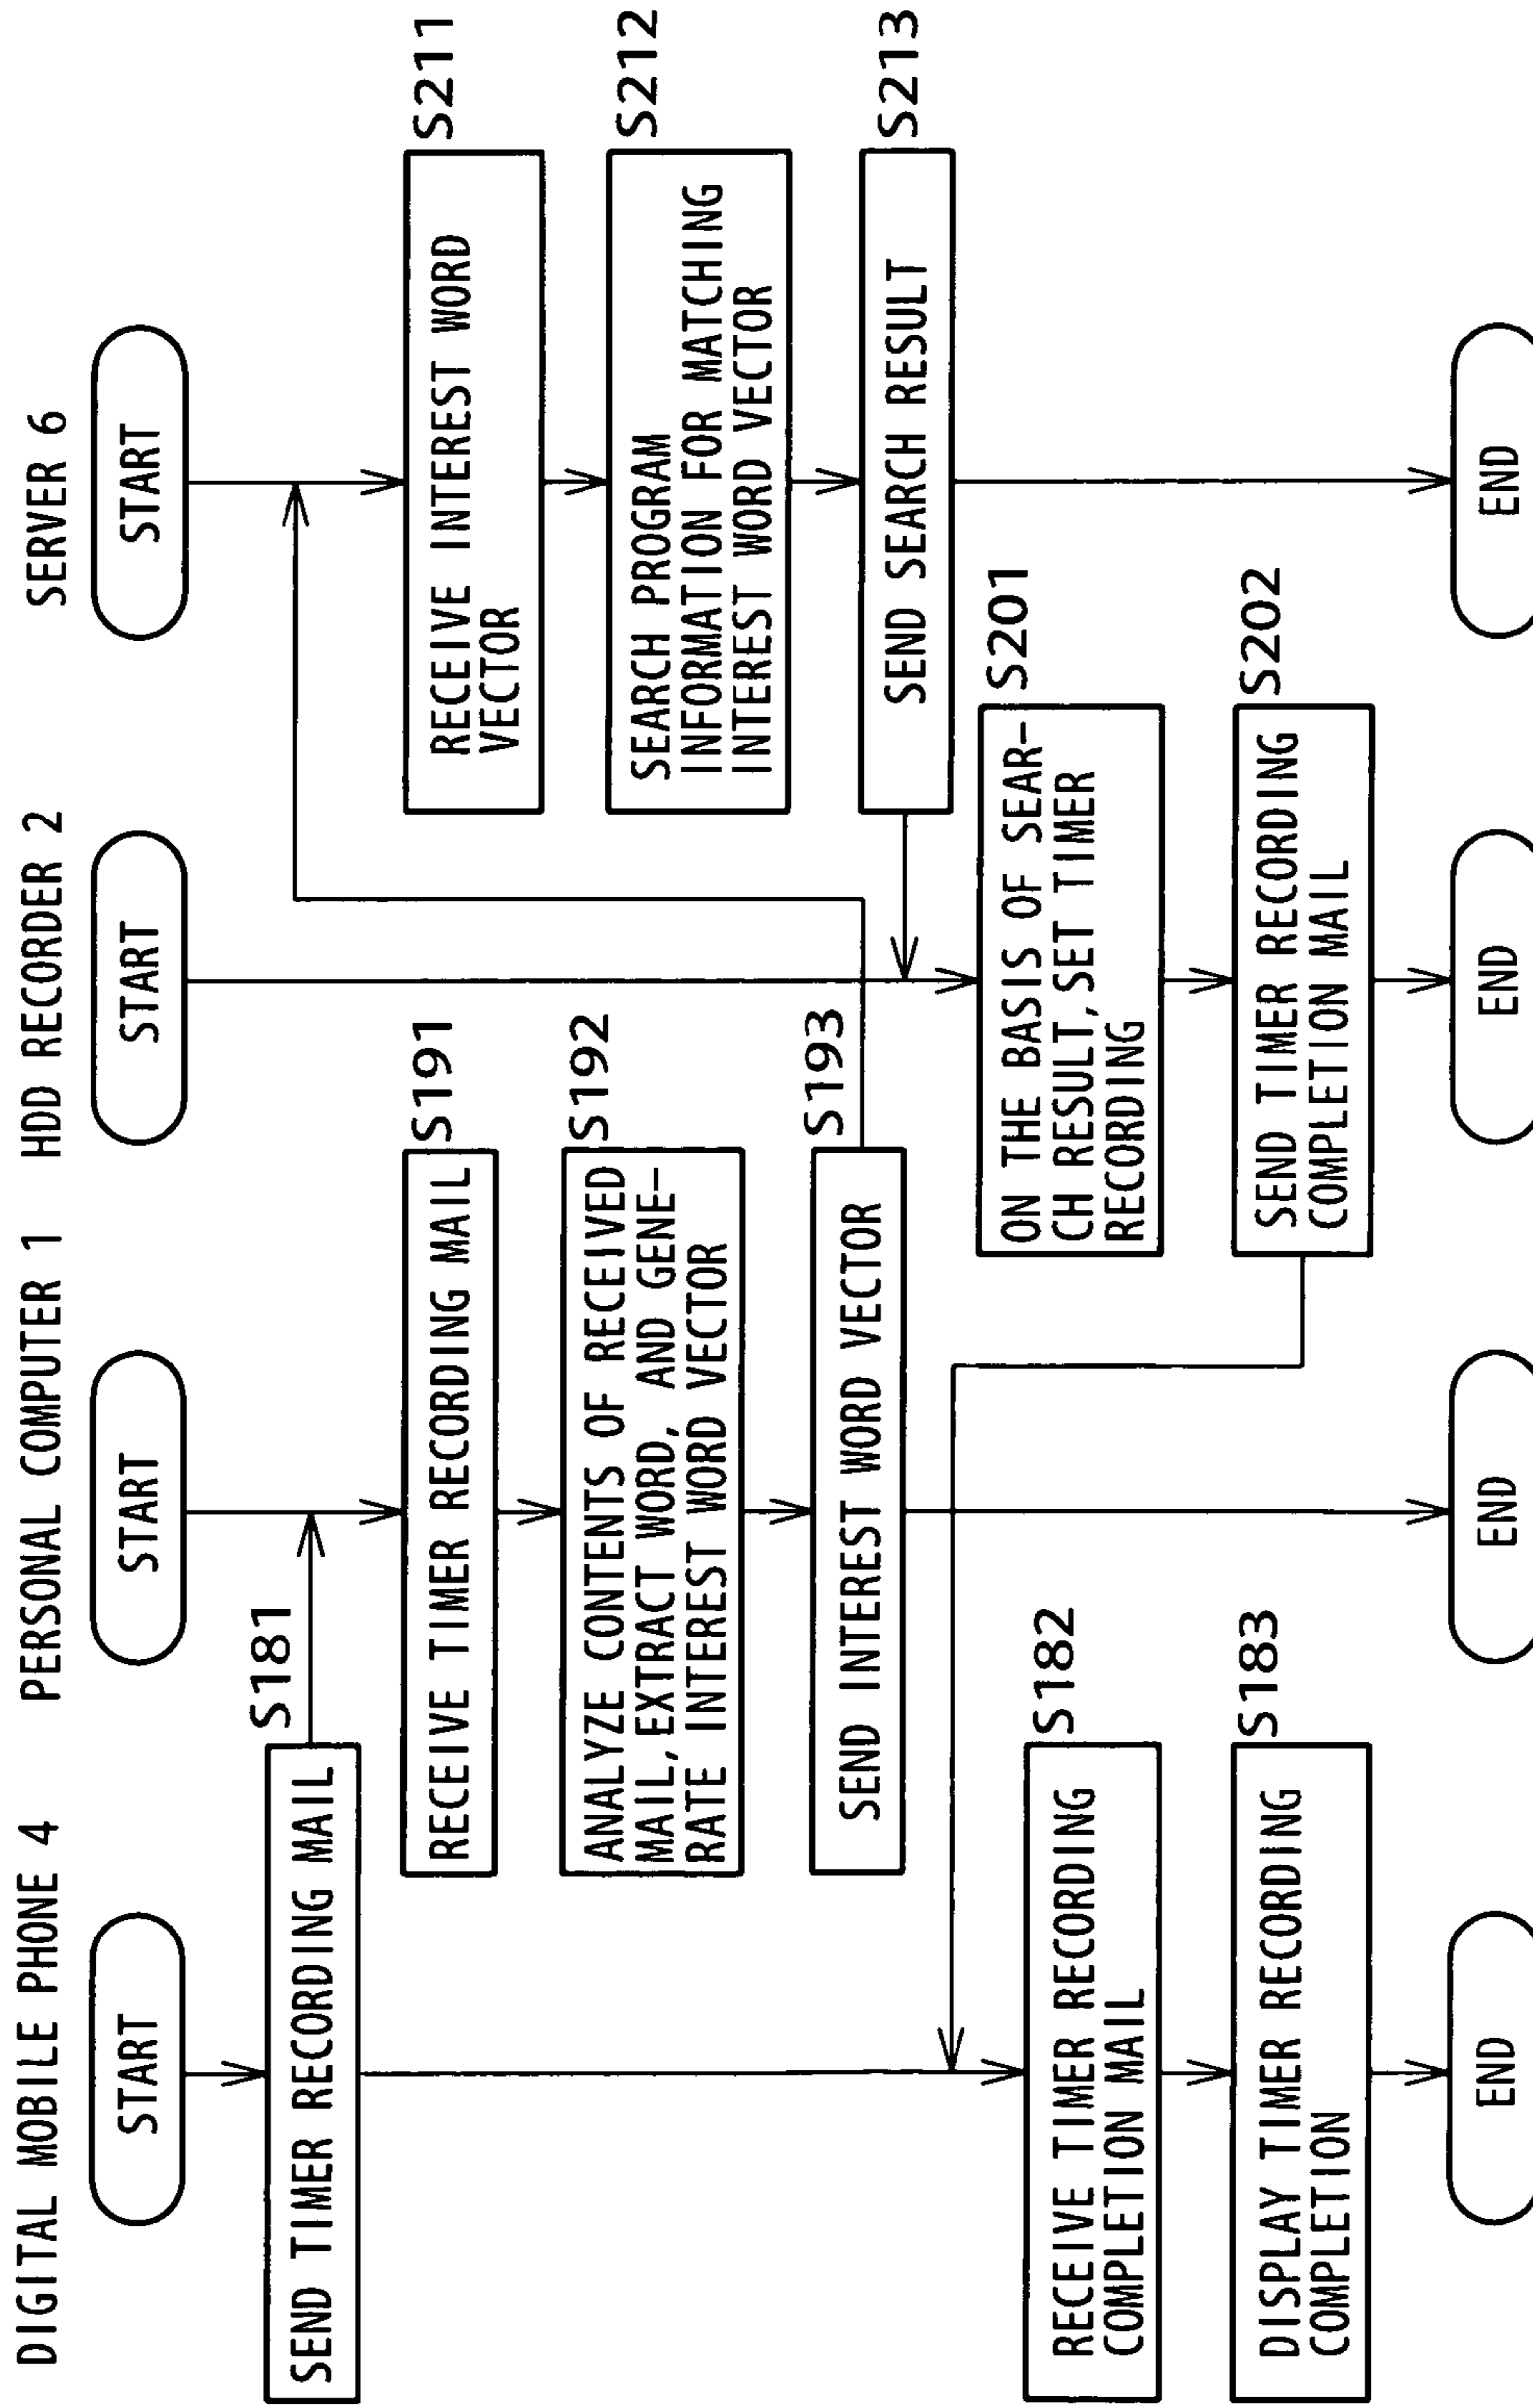 DIGITAL MOBILE PHONE 4
START
SEND TIMER RECORDING MAIL
S181
RECEIVE TIMER RECORDING
COMPLETION MAIL
S182
DISPLAY TIMER RECORDING
COMPLETION
S183
END
PERSONAL COMPUTER 1
START
RECEIVE TIMER RECORDING MAIL
S191
ANALYZE CONTENTS OF RECEIVED
MAIL, EXTRACT WORD, AND GENE-
RATE INTEREST WORD VECTOR
S192
SEND INTEREST WORD VECTOR
S193
END
HDD RECORDER 2
START
ON THE BASIS OF SEAR-
CH RESULT, SET TIMER
RECORDING
S201
SEND TIMER RECORDING
COMPLETION MAIL
S202
END
SERVER 6
START
RECEIVE INTEREST WORD
VECTOR
S211
SEARCH PROGRAM
INFORMATION FOR MATCHING
INTEREST WORD VECTOR
S212
SEND SEARCH RESULT
S213
END